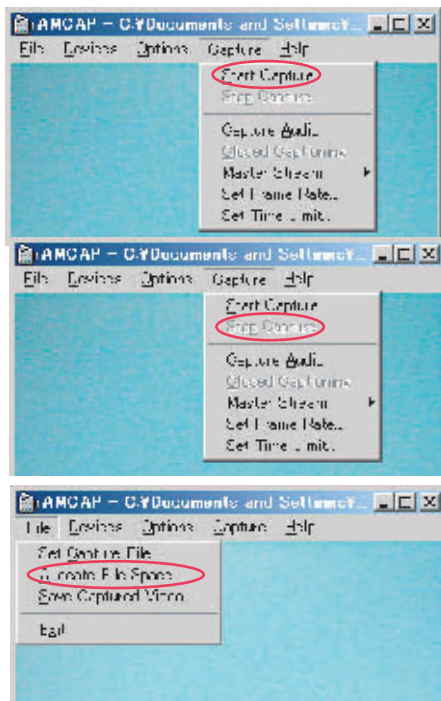 AMCAP - C:¥Documents and Settings¥...
File Devices Options Capture Help
Start Capture
Stop Capture
Capture Audio
Closed Captioning
Master Stream
Set Frame Rate...
Set Time Limit...
AMCAP - C:¥Documents and Settings¥...
File Devices Options Capture Help
Start Capture
Stop Capture
Capture Audio
Closed Captioning
Master Stream
Set Frame Rate...
Set Time Limit...
AMCAP - C:¥Documents and Settings¥...
File Devices Options Capture Help
Set Capture File
Allocate File Space
Save Captured Video
Exit